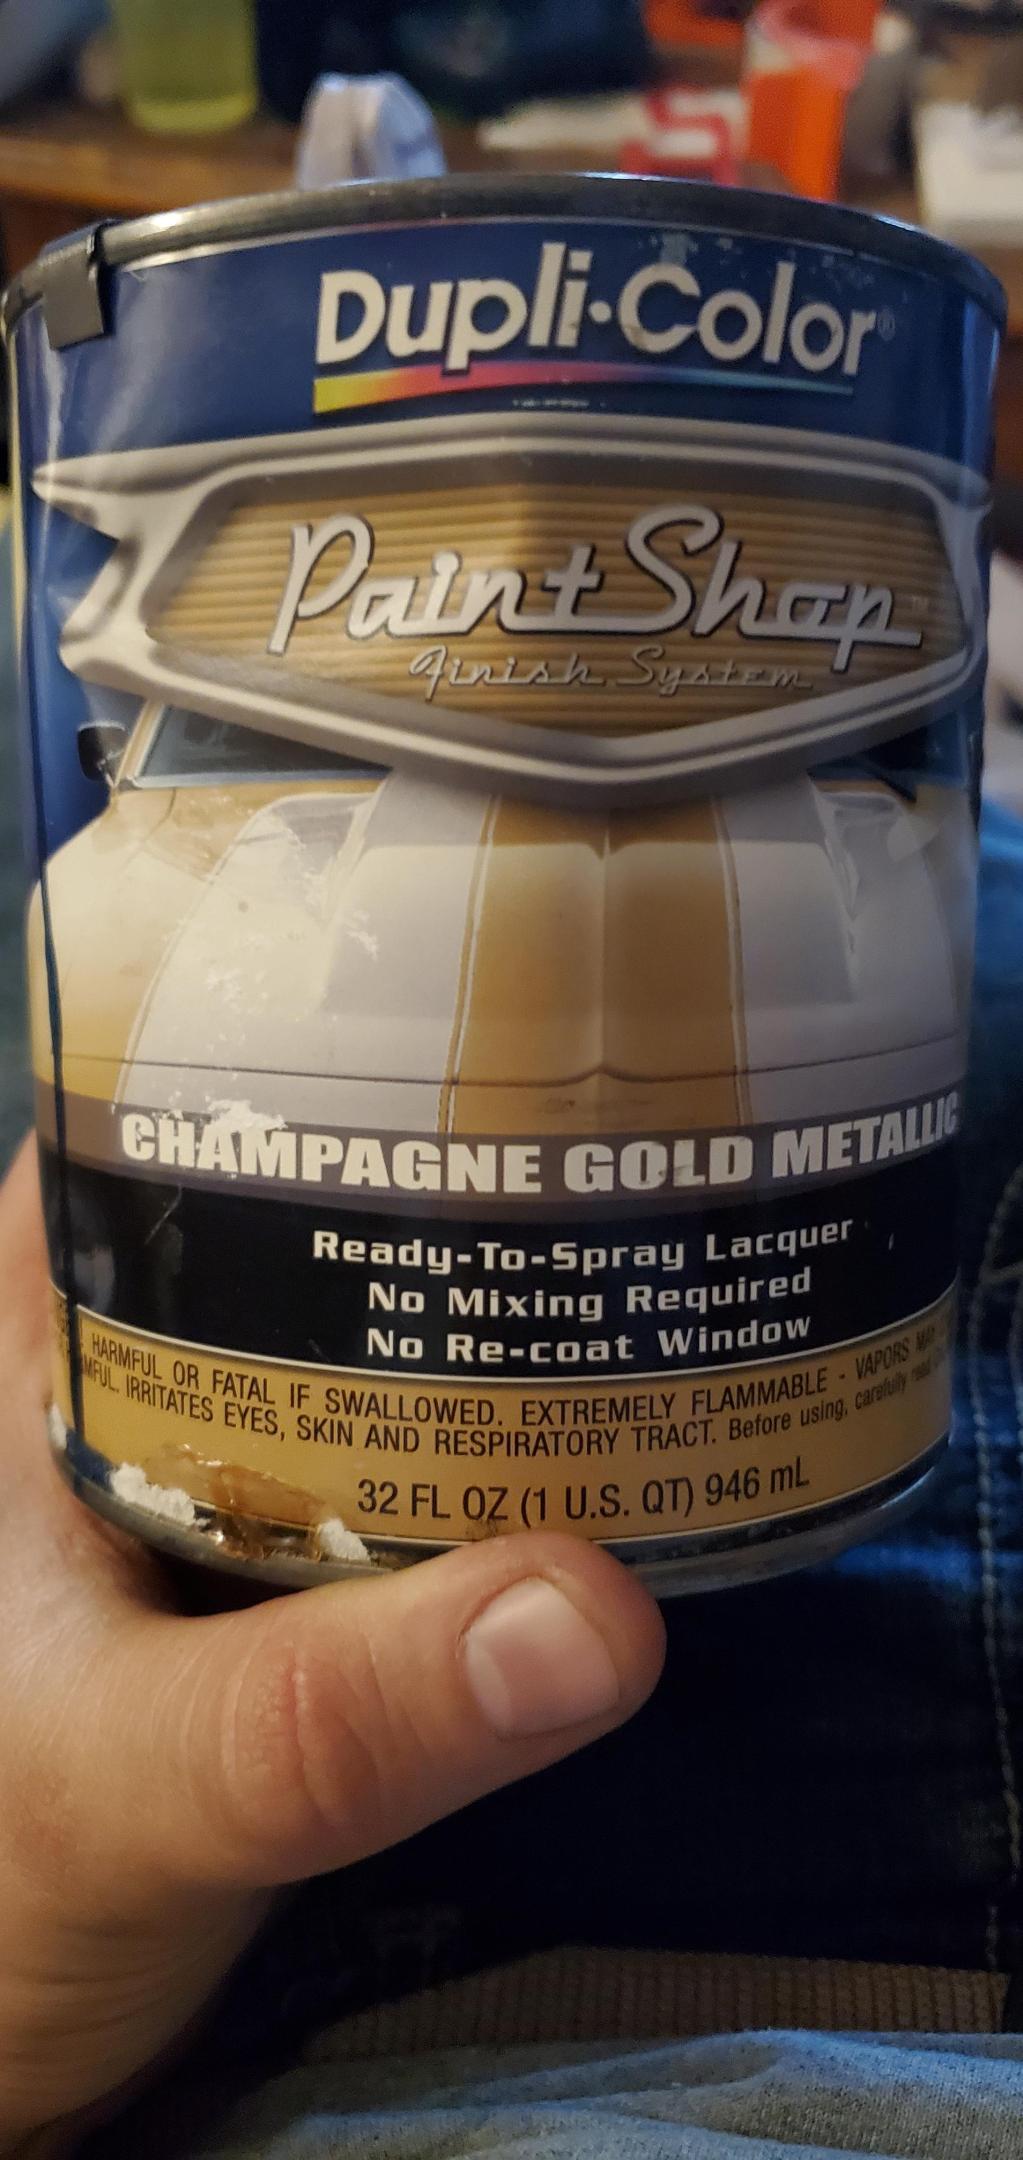 Dupli·Color®
Paint Shop™
Finish System
CHAMPAGNE GOLD METALLIC
Ready-To-Spray Lacquer
No Mixing Required
No Re-coat Window
HARMFUL OR FATAL IF SWALLOWED. EXTREMELY FLAMMABLE - VAPORS
IRRITATES EYES, SKIN AND RESPIRATORY TRACT. Before using, carefully
32 FL OZ (1 U.S. QT) 946 mL